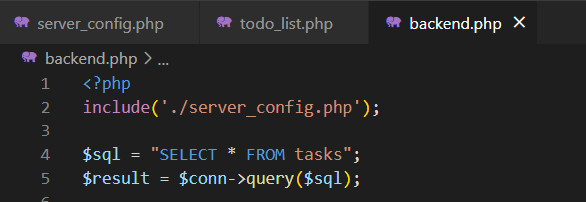 server_config.php todo_list.php backend.php ×
backend.php > ...
1 <?php
2 include('./server_config.php');
3
4 $sql = "SELECT * FROM tasks";
5 $result = $conn->query($sql);